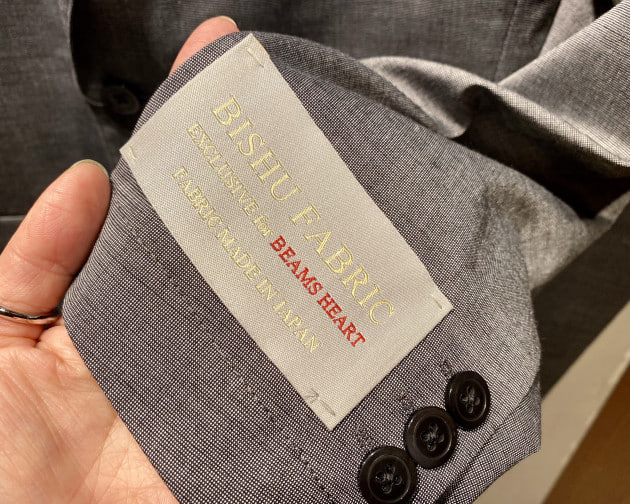 BISHU FABRIC
EXCLUSIVE for BEAMS HEART
FABRIC MADE IN JAPAN